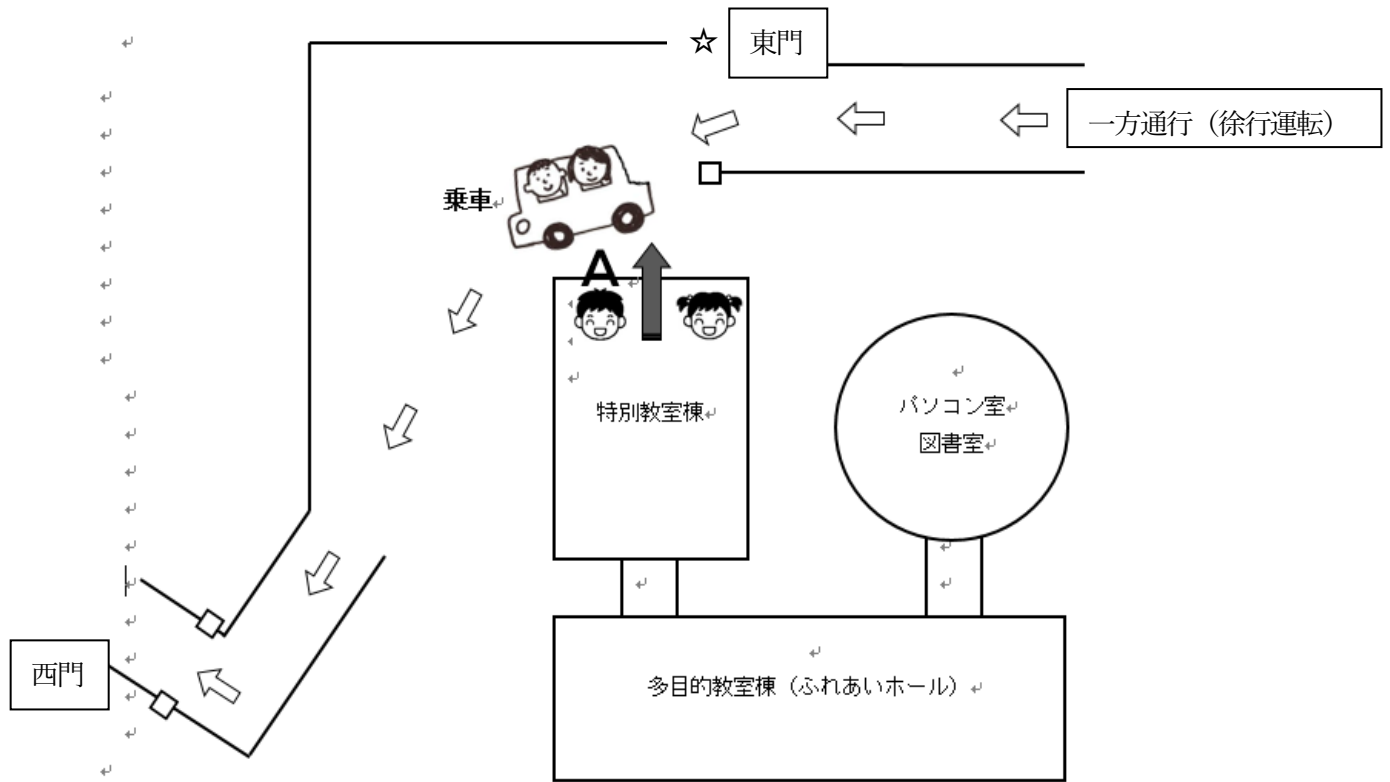 ☆ 東門
一方通行（徐行運転）
乗車
A
特別教室棟
パソコン室
図書室
西門
多目的教室棟（ふれあいホール）